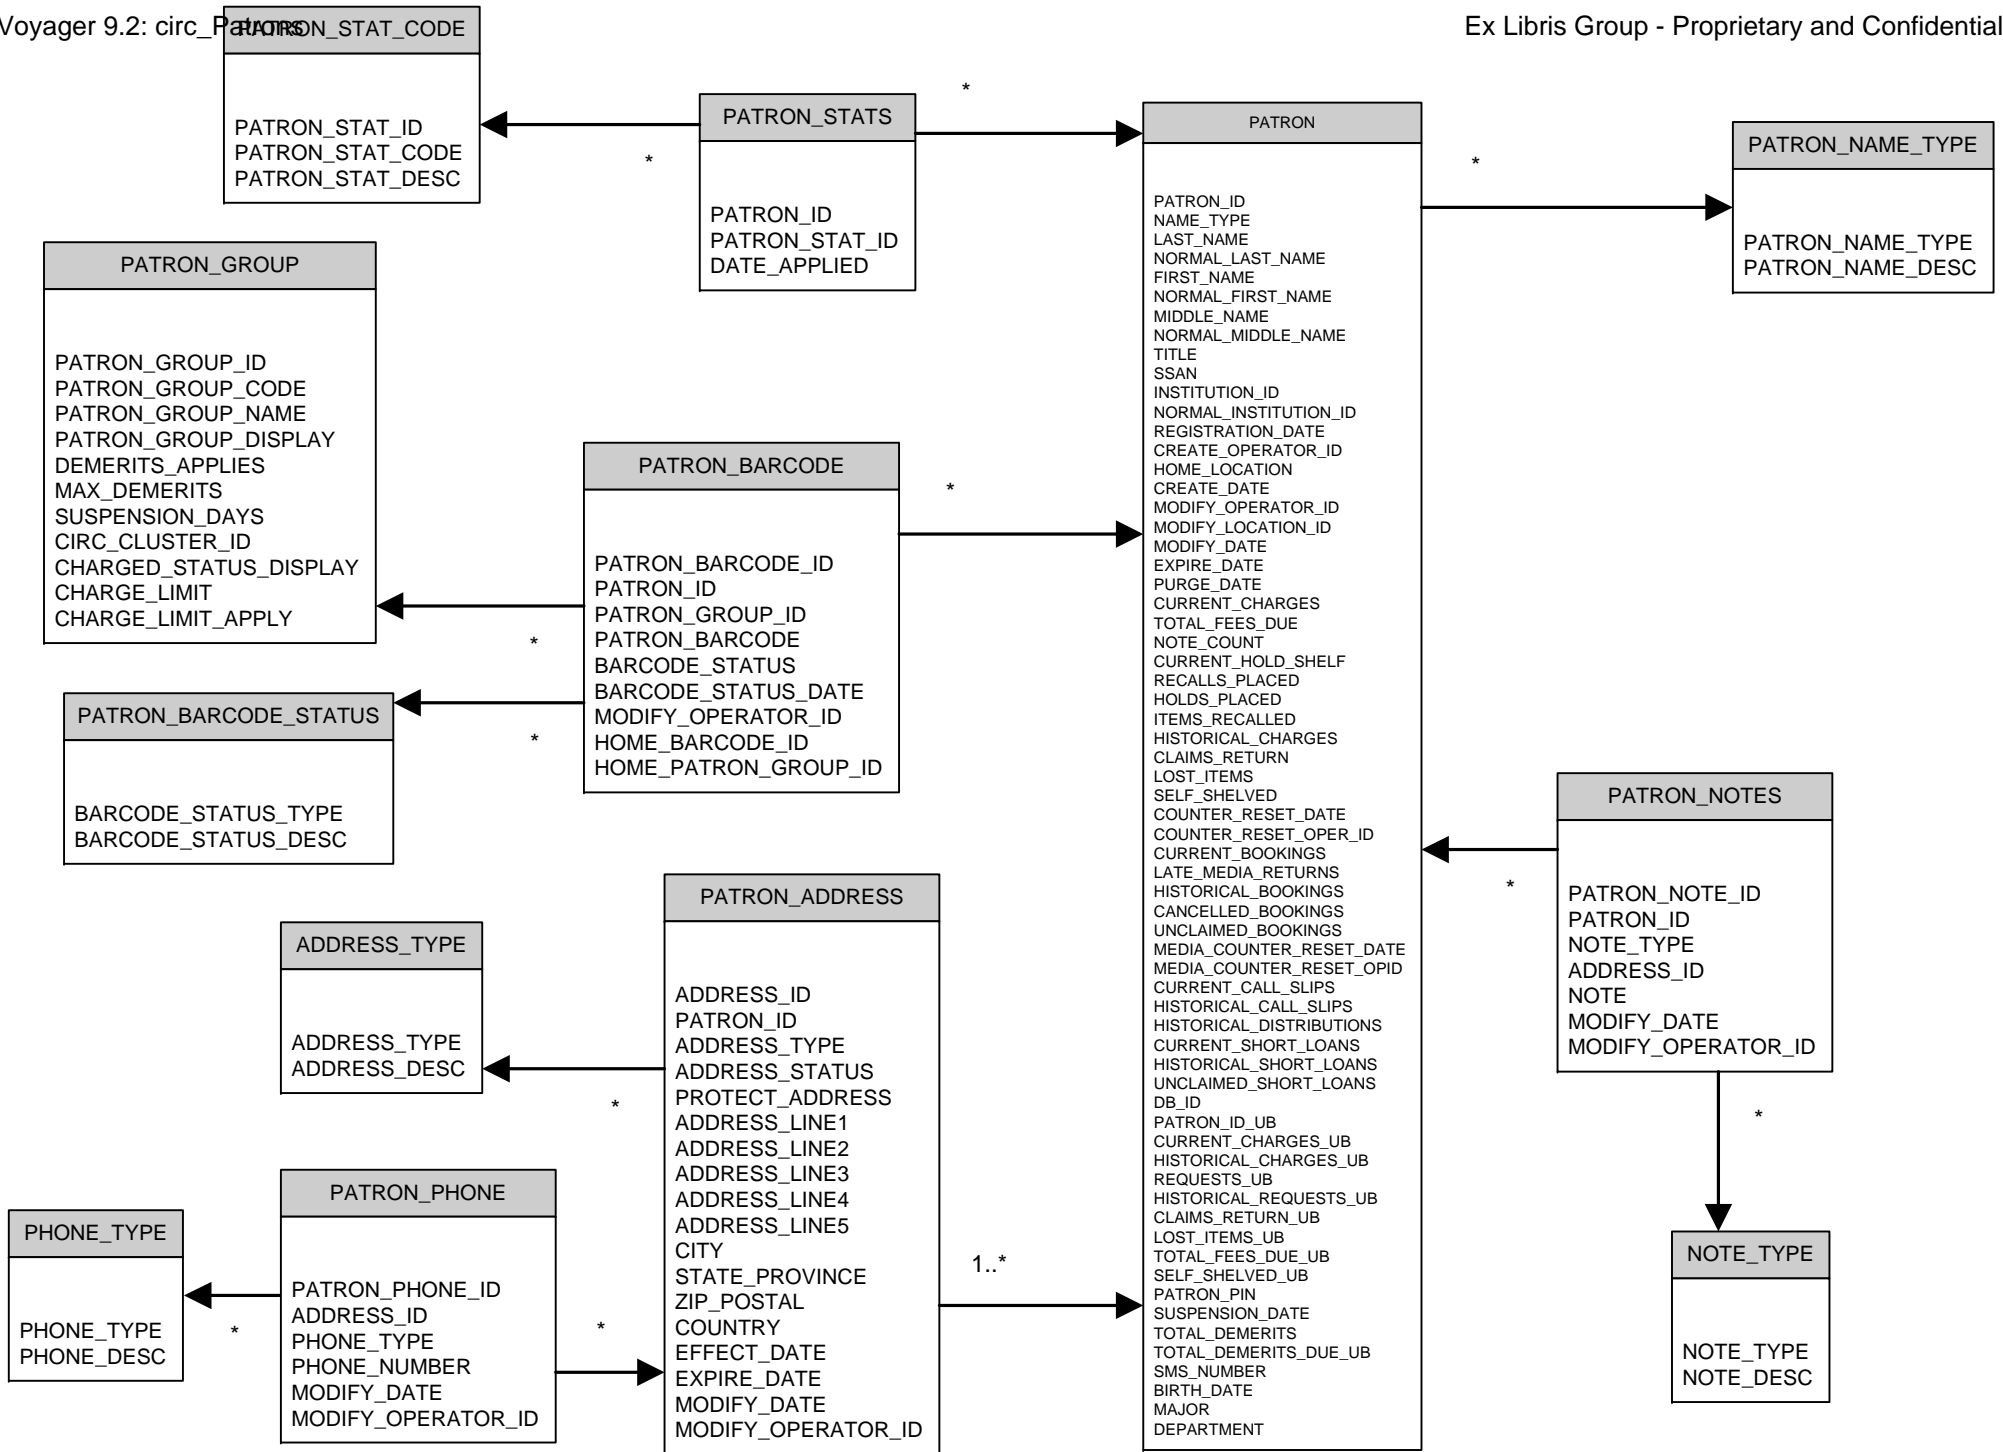 Voyager 9.2: circ_Patrons
Ex Libris Group - Proprietary and Confidential
PATRON_STAT_CODE
PATRON_STAT_ID
PATRON_STAT_CODE
PATRON_STAT_DESC
*
PATRON_STATS
PATRON_ID
PATRON_STAT_ID
DATE_APPLIED
*
PATRON
PATRON_ID
NAME_TYPE
LAST_NAME
NORMAL_LAST_NAME
FIRST_NAME
NORMAL_FIRST_NAME
MIDDLE_NAME
NORMAL_MIDDLE_NAME
TITLE
SSAN
INSTITUTION_ID
NORMAL_INSTITUTION_ID
REGISTRATION_DATE
CREATE_OPERATOR_ID
HOME_LOCATION
CREATE_DATE
MODIFY_OPERATOR_ID
MODIFY_LOCATION_ID
MODIFY_DATE
EXPIRE_DATE
PURGE_DATE
CURRENT_CHARGES
TOTAL_FEES_DUE
NOTE_COUNT
CURRENT_HOLD_SHELF
RECALLS_PLACED
HOLDS_PLACED
ITEMS_RECALLED
HISTORICAL_CHARGES
CLAIMS_RETURN
LOST_ITEMS
SELF_SHELVED
COUNTER_RESET_DATE
COUNTER_RESET_OPER_ID
CURRENT_BOOKINGS
LATE_MEDIA_RETURNS
HISTORICAL_BOOKINGS
CANCELLED_BOOKINGS
UNCLAIMED_BOOKINGS
MEDIA_COUNTER_RESET_DATE
MEDIA_COUNTER_RESET_OPID
CURRENT_CALL_SLIPS
HISTORICAL_CALL_SLIPS
HISTORICAL_DISTRIBUTIONS
CURRENT_SHORT_LOANS
HISTORICAL_SHORT_LOANS
UNCLAIMED_SHORT_LOANS
DB_ID
PATRON_ID_UB
CURRENT_CHARGES_UB
HISTORICAL_CHARGES_UB
REQUESTS_UB
HISTORICAL_REQUESTS_UB
CLAIMS_RETURN_UB
LOST_ITEMS_UB
TOTAL_FEES_DUE_UB
SELF_SHELVED_UB
PATRON_PIN
SUSPENSION_DATE
TOTAL_DEMERITS
TOTAL_DEMERITS_DUE_UB
SMS_NUMBER
BIRTH_DATE
MAJOR
DEPARTMENT
*
PATRON_NAME_TYPE
PATRON_NAME_TYPE
PATRON_NAME_DESC
PATRON_GROUP
PATRON_GROUP_ID
PATRON_GROUP_CODE
PATRON_GROUP_NAME
PATRON_GROUP_DISPLAY
DEMERITS_APPLIES
MAX_DEMERITS
SUSPENSION_DAYS
CIRC_CLUSTER_ID
CHARGED_STATUS_DISPLAY
CHARGE_LIMIT
CHARGE_LIMIT_APPLY
*
PATRON_BARCODE
PATRON_BARCODE_ID
PATRON_ID
PATRON_GROUP_ID
PATRON_BARCODE
BARCODE_STATUS
BARCODE_STATUS_DATE
MODIFY_OPERATOR_ID
HOME_BARCODE_ID
HOME_PATRON_GROUP_ID
*
PATRON_BARCODE_STATUS
BARCODE_STATUS_TYPE
BARCODE_STATUS_DESC
*
PATRON_NOTES
PATRON_NOTE_ID
PATRON_ID
NOTE_TYPE
ADDRESS_ID
NOTE
MODIFY_DATE
MODIFY_OPERATOR_ID
*
*
NOTE_TYPE
NOTE_TYPE
NOTE_DESC
ADDRESS_TYPE
ADDRESS_TYPE
ADDRESS_DESC
*
PATRON_ADDRESS
ADDRESS_ID
PATRON_ID
ADDRESS_TYPE
ADDRESS_STATUS
PROTECT_ADDRESS
ADDRESS_LINE1
ADDRESS_LINE2
ADDRESS_LINE3
ADDRESS_LINE4
ADDRESS_LINE5
CITY
STATE_PROVINCE
ZIP_POSTAL
COUNTRY
EFFECT_DATE
EXPIRE_DATE
MODIFY_DATE
MODIFY_OPERATOR_ID
1..*
PHONE_TYPE
PHONE_TYPE
PHONE_DESC
*
PATRON_PHONE
PATRON_PHONE_ID
ADDRESS_ID
PHONE_TYPE
PHONE_NUMBER
MODIFY_DATE
MODIFY_OPERATOR_ID
*